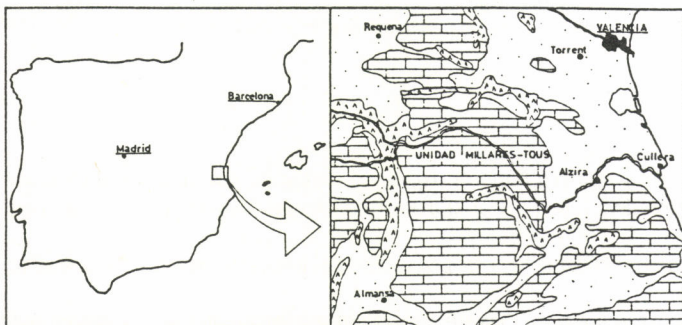 Barcelona
Madrid
Requena
VALENCIA
Torrent
UNIDAD MILLARES-TOUS
Cullera
Alzira
Almansa